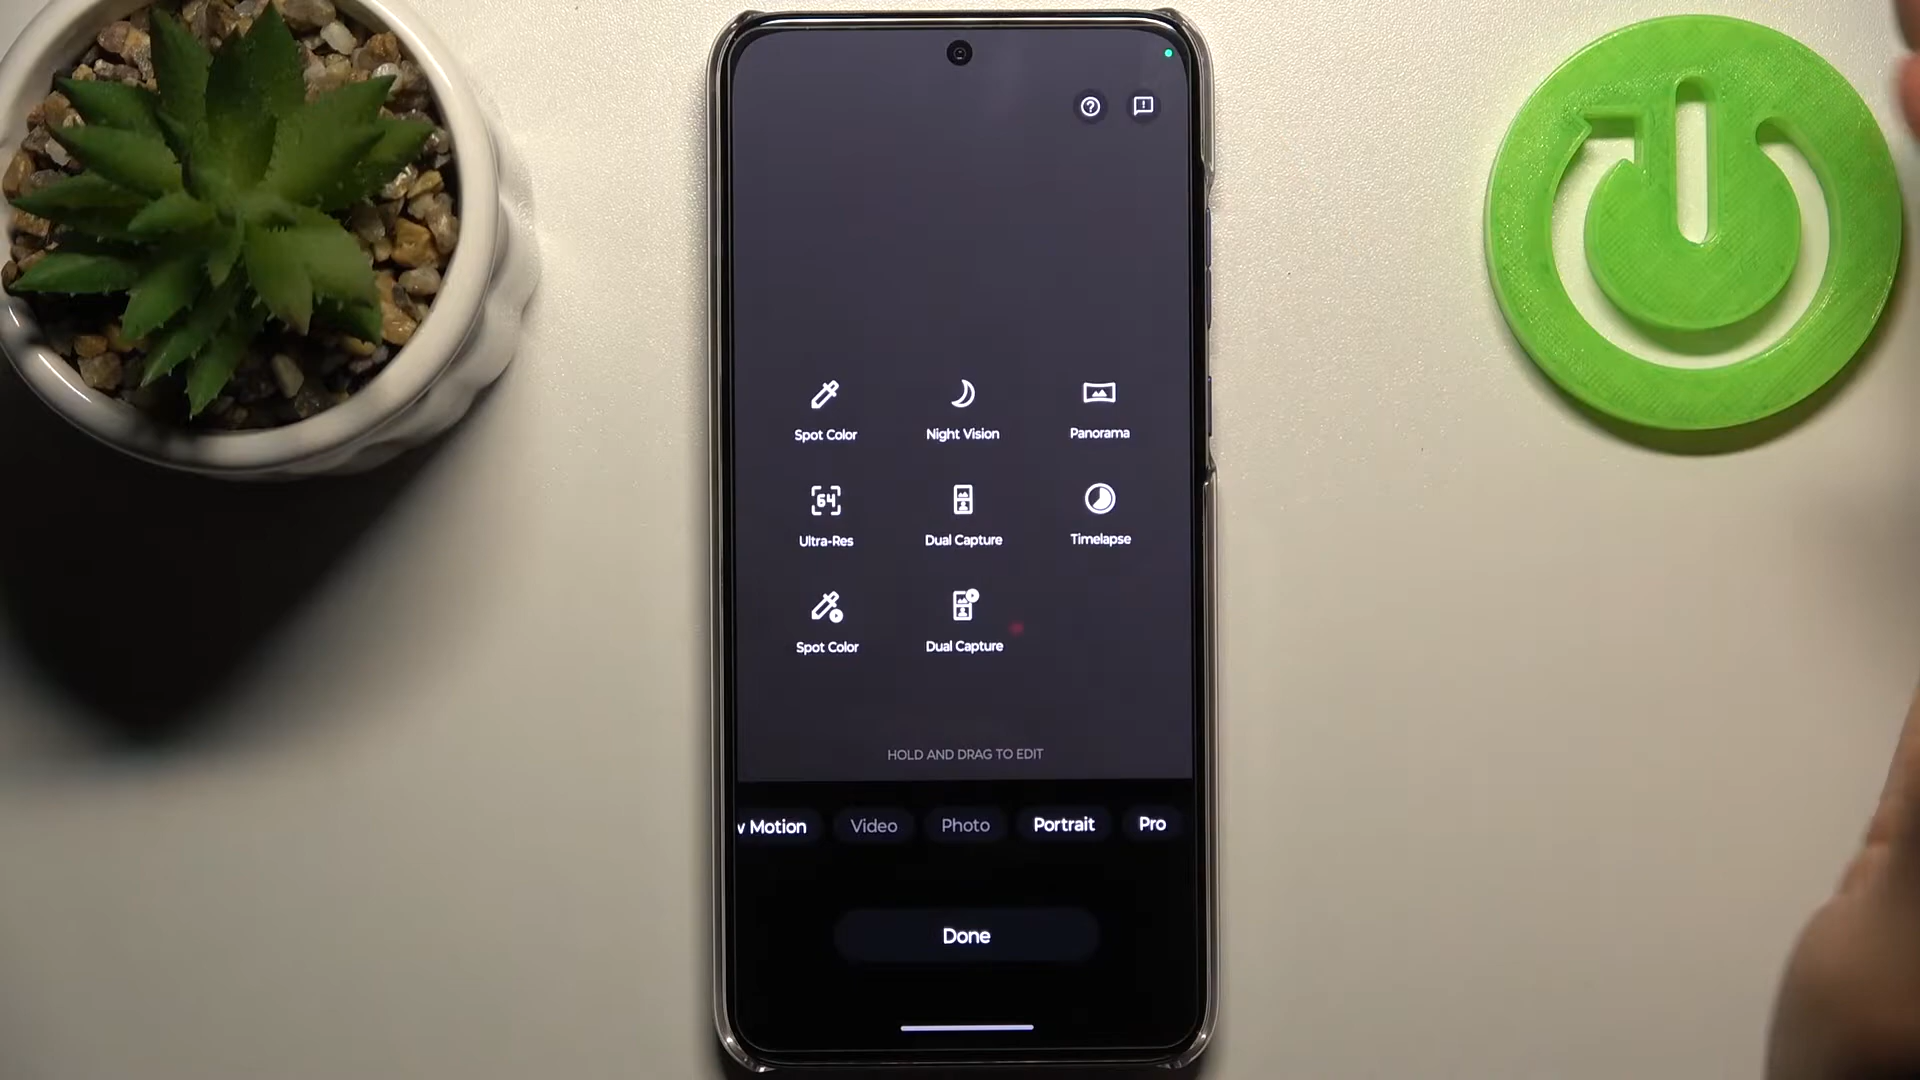 Spot Color
Night Vision
Panorama
64
Ultra-Res
Dual Capture
Timelapse
Spot Color
Dual Capture
HOLD AND DRAG TO EDIT
Motion
Video
Photo
Portrait
Pro
Done